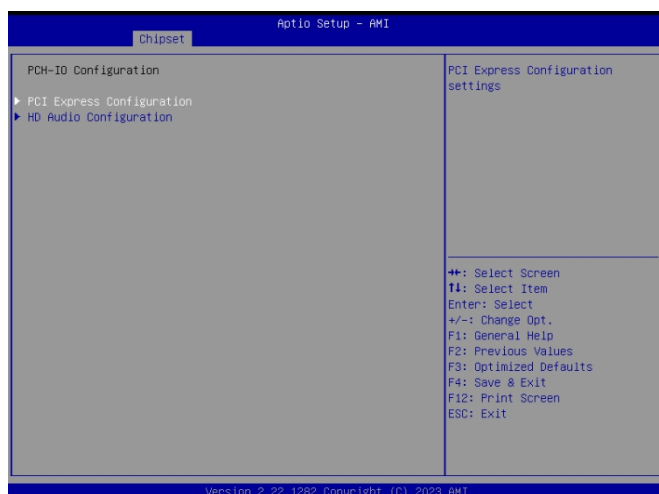 Aptio Setup - AMI
Chipset
PCH-IO Configuration
PCI Express Configuration
HD Audio Configuration
PCI Express Configuration
settings
→←: Select Screen
↑↓: Select Item
Enter: Select
+/-: Change Opt.
F1: General Help
F2: Previous Values
F3: Optimized Defaults
F4: Save & Exit
F12: Print Screen
ESC: Exit
Version 2.22.1282 Copyright (C) 2023 AMI